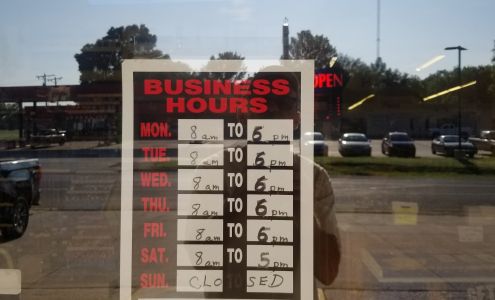 BUSINESS
HOURS
OPEN
MON. 8 am TO 6 pm
TUE. 8 am TO 6 pm
WED. 8 am TO 6 pm
THU. 8 am TO 6 pm
FRI. 8 am TO 6 pm
SAT. 8 am TO 5 pm
SUN. CLOSED